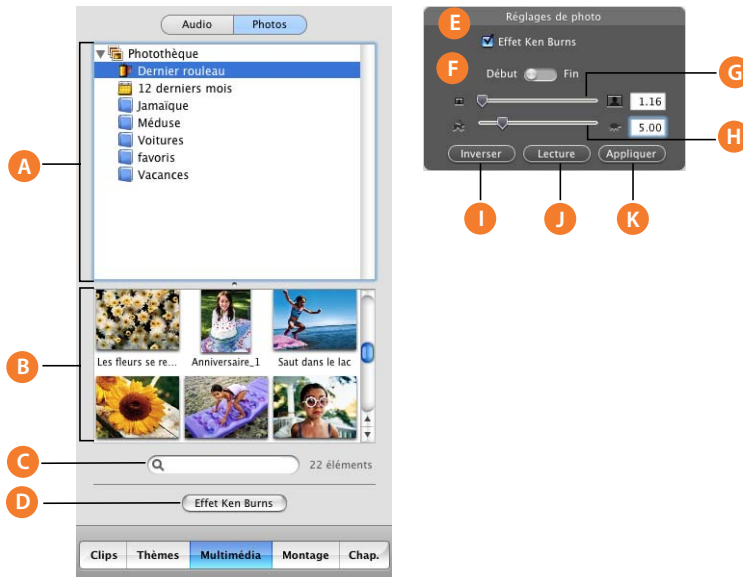 Audio Photos
Photothèque
Dernier rouleau
12 derniers mois
Jamaïque
Méduse
Voitures
favoris
Vacances
A
Les fleurs se re... Anniversaire_1 Saut dans le lac
B
C
22 éléments
D
Effet Ken Burns
Clips Thèmes Multimédia Montage Chap.
Réglages de photo
E
Effet Ken Burns
F
Début Fin
G
1.16
5.00
H
Inverser Lecture Appliquer
I J K